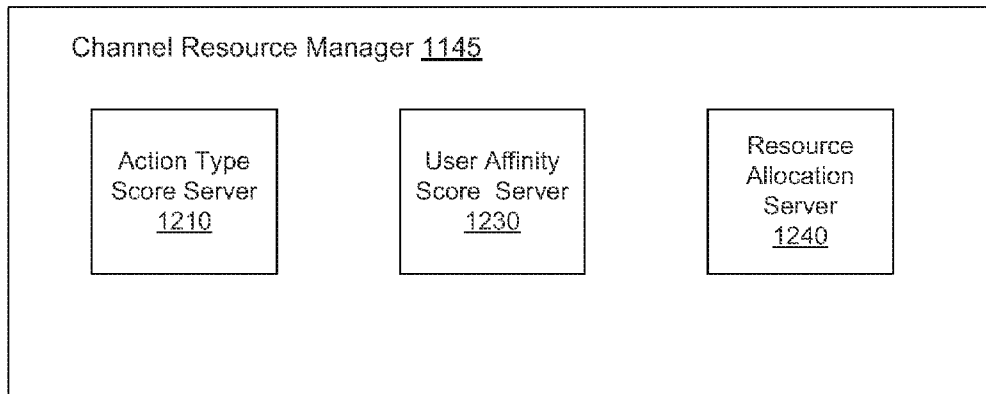 Channel Resource Manager 1145
Action Type
Score Server
1210
User Affinity
Score Server
1230
Resource
Allocation
Server
1240